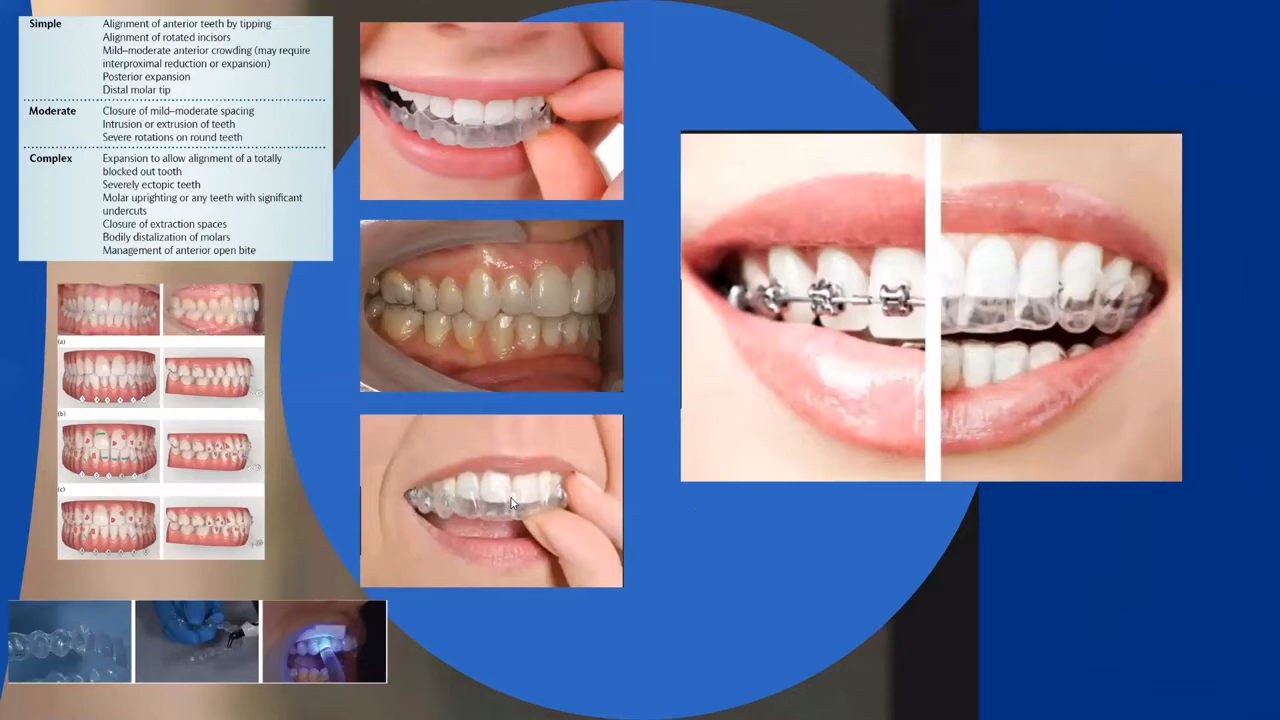 Simple Alignment of anterior teeth by tipping
Alignment of rotated incisors
Mild–moderate anterior crowding (may require
interproximal reduction or expansion)
Posterior expansion
Distal molar tip
Moderate Closure of mild–moderate spacing
Intrusion or extrusion of teeth
Severe rotations on round teeth
Complex Expansion to allow alignment of a totally
blocked out tooth
Severely ectopic teeth
Molar uprighting or any teeth with significant
undercuts
Closure of extraction spaces
Bodily distalization of molars
Management of anterior open bite
(a)
(b)
(c)